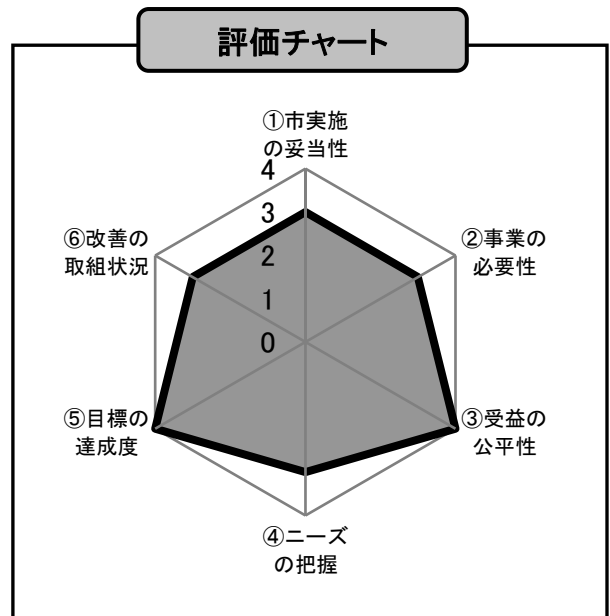 評価チャート
①市実施
の妥当性
4
3
2
1
0
②事業の
必要性
③受益の
公平性
④ニーズ
の把握
⑤目標の
達成度
⑥改善の
取組状況